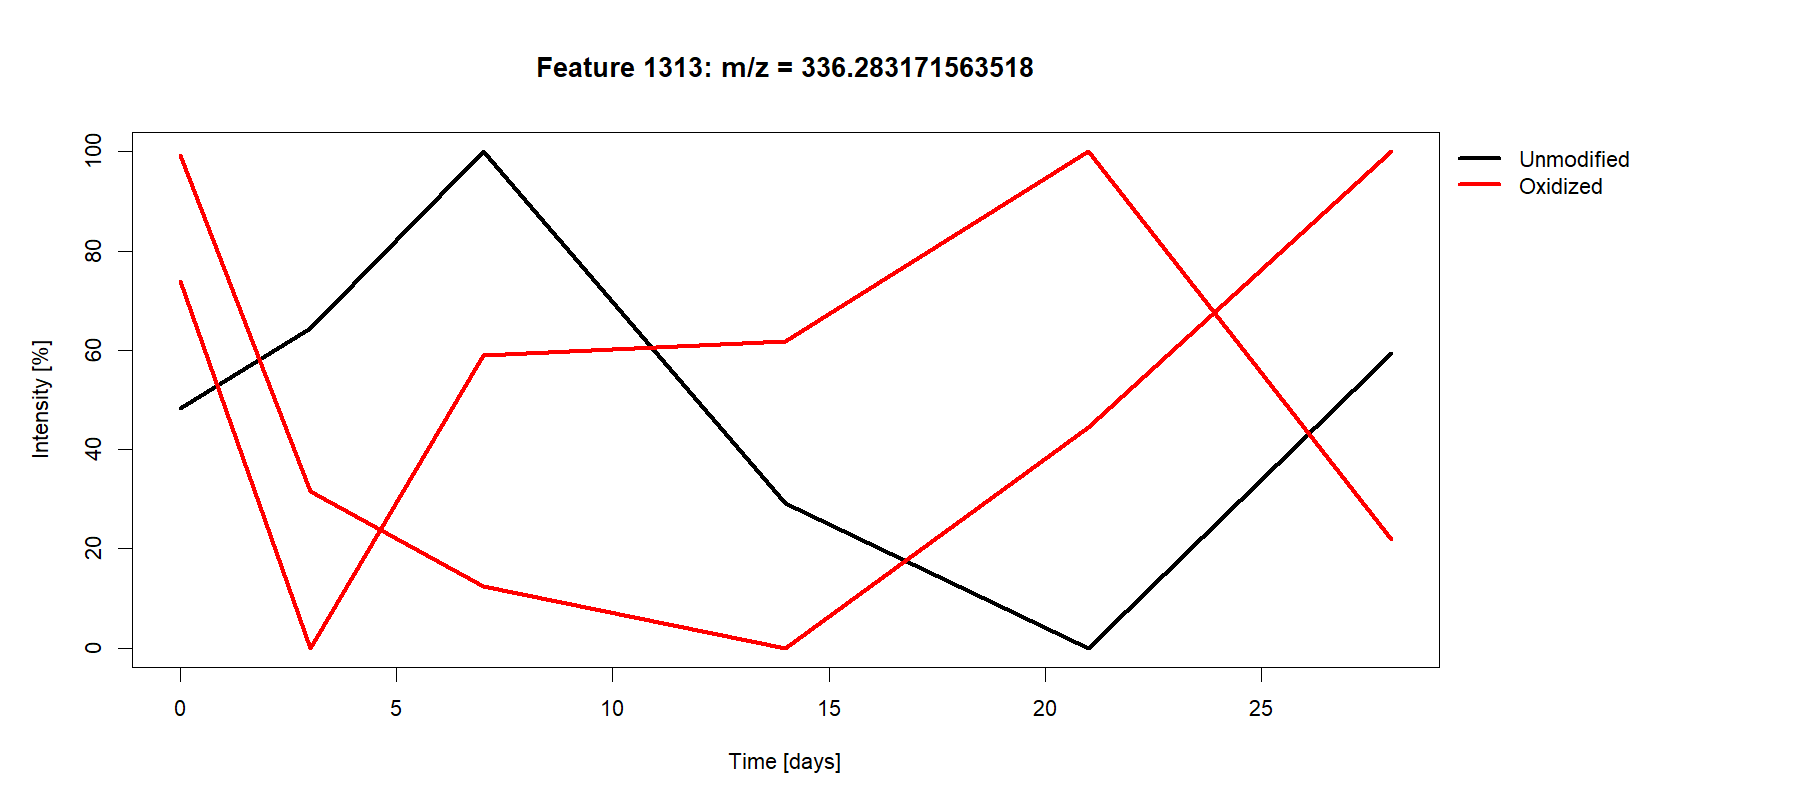 Feature 1313: m/z = 336.283171563518
Unmodified
Oxidized
100
80
60
40
20
0
Intensity [%]
0 5 10 15 20 25
Time [days]